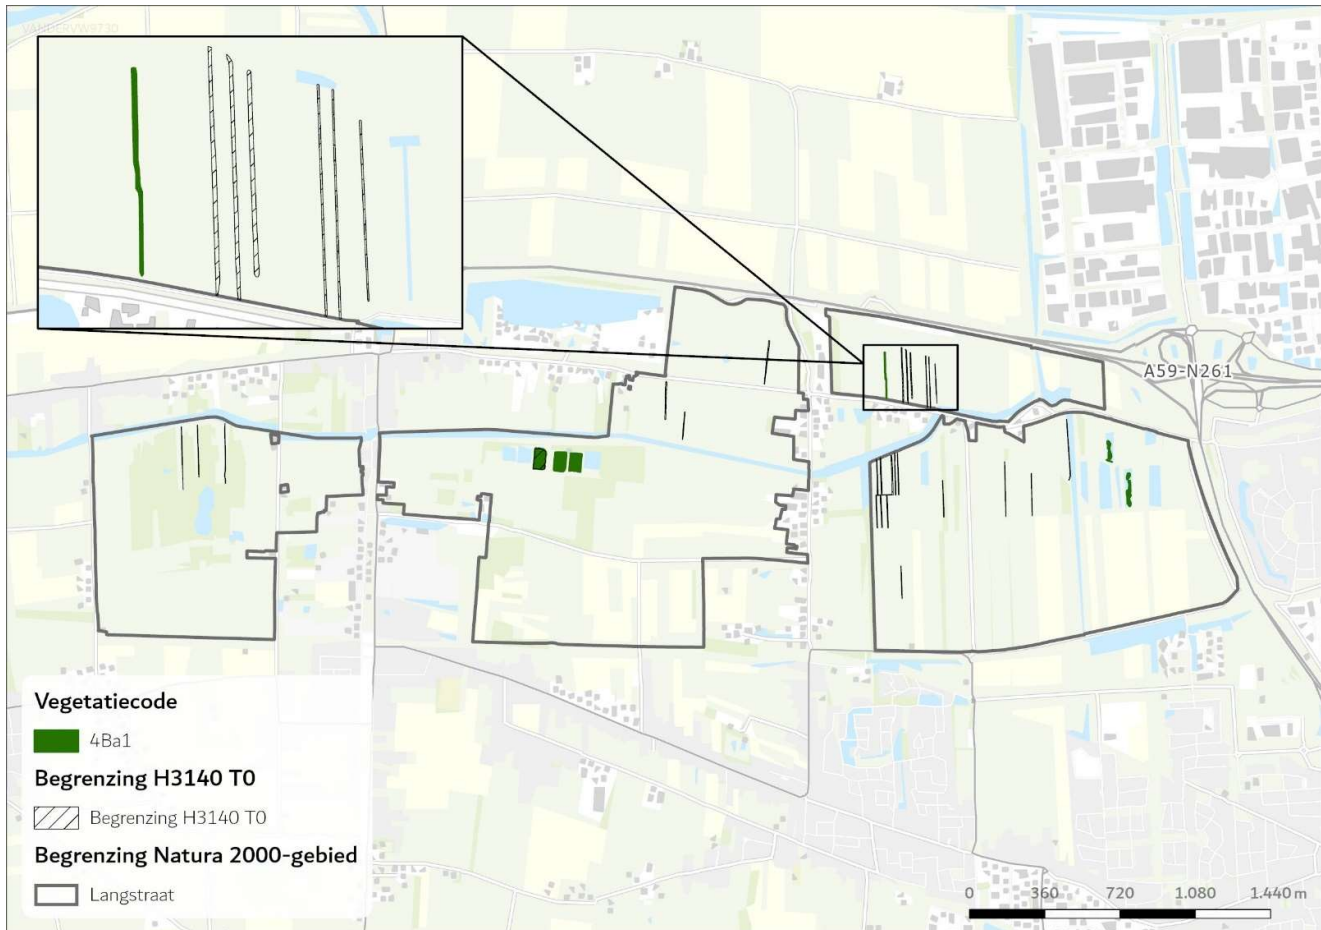 VANDERVW9730
A59-N261
Vegetatiecode
4Ba1
Begrenzing H3140 T0
Begrenzing H3140 T0
Begrenzing Natura 2000-gebied
Langstraat
0 360 720 1.080 1.440 m